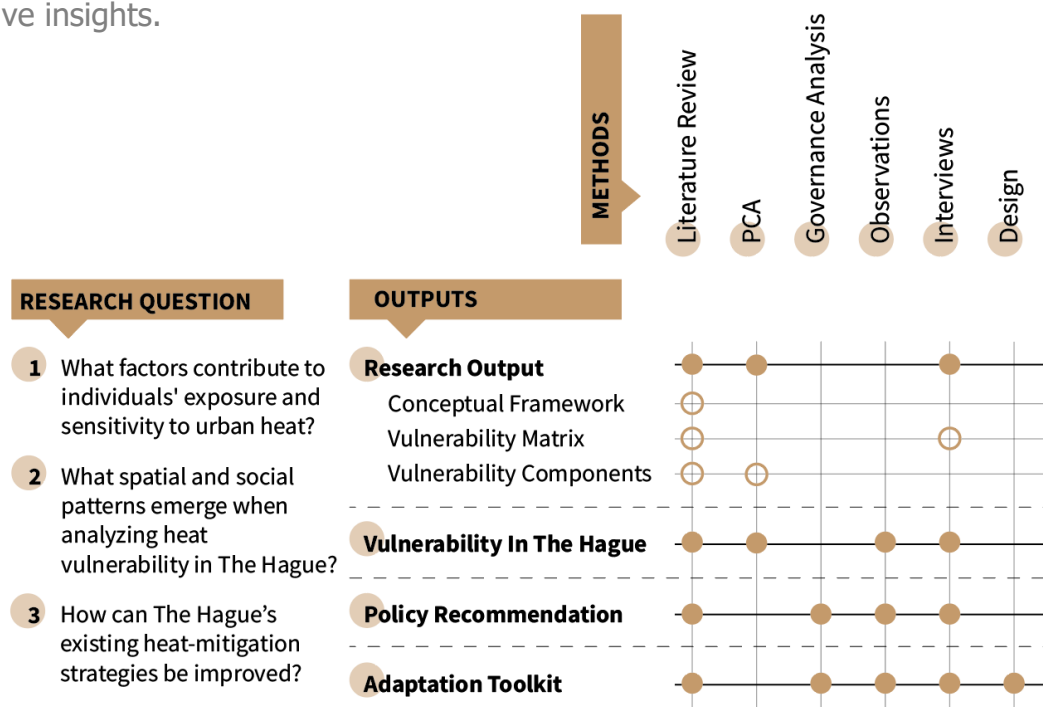 ve insights.
METHODS
Literature Review
PCA
Governance Analysis
Observations
Interviews
Design
RESEARCH QUESTION
1 What factors contribute to
individuals' exposure and
sensitivity to urban heat?
2 What spatial and social
patterns emerge when
analyzing heat
vulnerability in The Hague?
3 How can The Hague’s
existing heat-mitigation
strategies be improved?
OUTPUTS
Research Output
Conceptual Framework
Vulnerability Matrix
Vulnerability Components
Vulnerability In The Hague
Policy Recommendation
Adaptation Toolkit